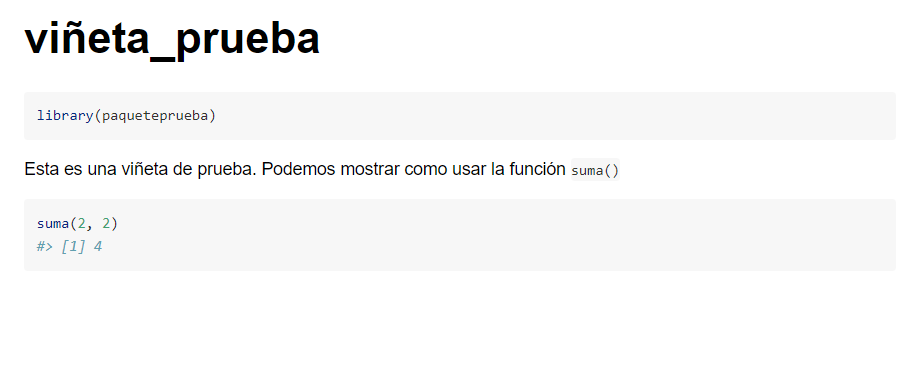 viñeta_prueba
library(paqueteprueba)
Esta es una viñeta de prueba. Podemos mostrar como usar la función suma()
suma(2, 2)
#> [1] 4